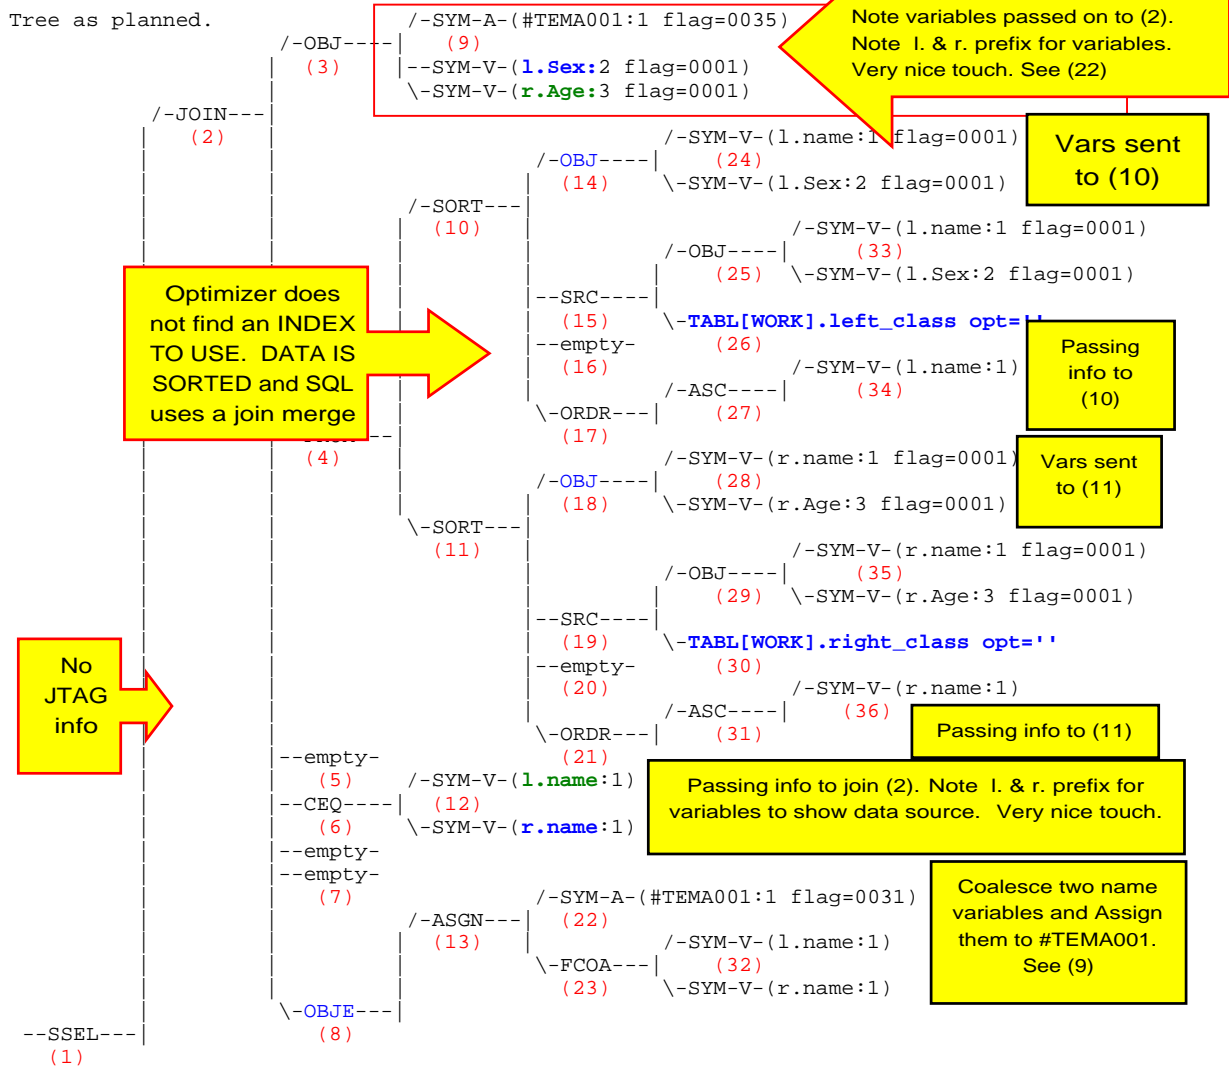 Tree as planned.
/-SYM-A-(#TEMA001:1 flag=0035)
/-OBJ----| (9)
(3) |--SYM-V-(l.Sex:2 flag=0001)
\-SYM-V-(r.Age:3 flag=0001)
Note variables passed on to (2).
Note l. & r. prefix for variables.
Very nice touch. See (22)
/-JOIN---|
(2)
/-SYM-V-(l.name:1 flag=0001)
/-OBJ----| (24)
(14) \-SYM-V-(l.Sex:2 flag=0001)
Vars sent
to (10)
/-SORT---|
(10)
/-SYM-V-(l.name:1 flag=0001)
/-OBJ----| (33)
(25) \-SYM-V-(l.Sex:2 flag=0001)
--SRC----|
(15) \-TABL[WORK].left_class opt=''
--empty- (26)
(16)
/-SYM-V-(l.name:1)
/-ASC----| (34)
\-ORDR---| (27)
(17)
Optimizer does
not find an INDEX
TO USE. DATA IS
SORTED and SQL
uses a join merge
Passing
info to
(10)
(4)
/-SYM-V-(r.name:1 flag=0001)
/-OBJ----| (28)
(18) \-SYM-V-(r.Age:3 flag=0001)
Vars sent
to (11)
\-SORT---|
(11)
/-SYM-V-(r.name:1 flag=0001)
/-OBJ----| (35)
(29) \-SYM-V-(r.Age:3 flag=0001)
--SRC----|
(19) \-TABL[WORK].right_class opt=''
--empty- (30)
(20)
/-SYM-V-(r.name:1)
/-ASC----| (36)
\-ORDR---| (31)
(21)
No
JTAG
info
Passing info to (11)
--empty-
(5) /-SYM-V-(l.name:1)
--CEQ----| (12)
(6) \-SYM-V-(r.name:1)
--empty-
--empty-
(7)
Passing info to join (2). Note l. & r. prefix for
variables to show data source. Very nice touch.
/-SYM-A-(#TEMA001:1 flag=0031)
/-ASGN---| (22)
(13) /-SYM-V-(l.name:1)
\-FCOA---| (32)
(23) \-SYM-V-(r.name:1)
Coalesce two name
variables and Assign
them to #TEMA001.
See (9)
\-OBJE---|
(8)
--SSEL---|
(1)